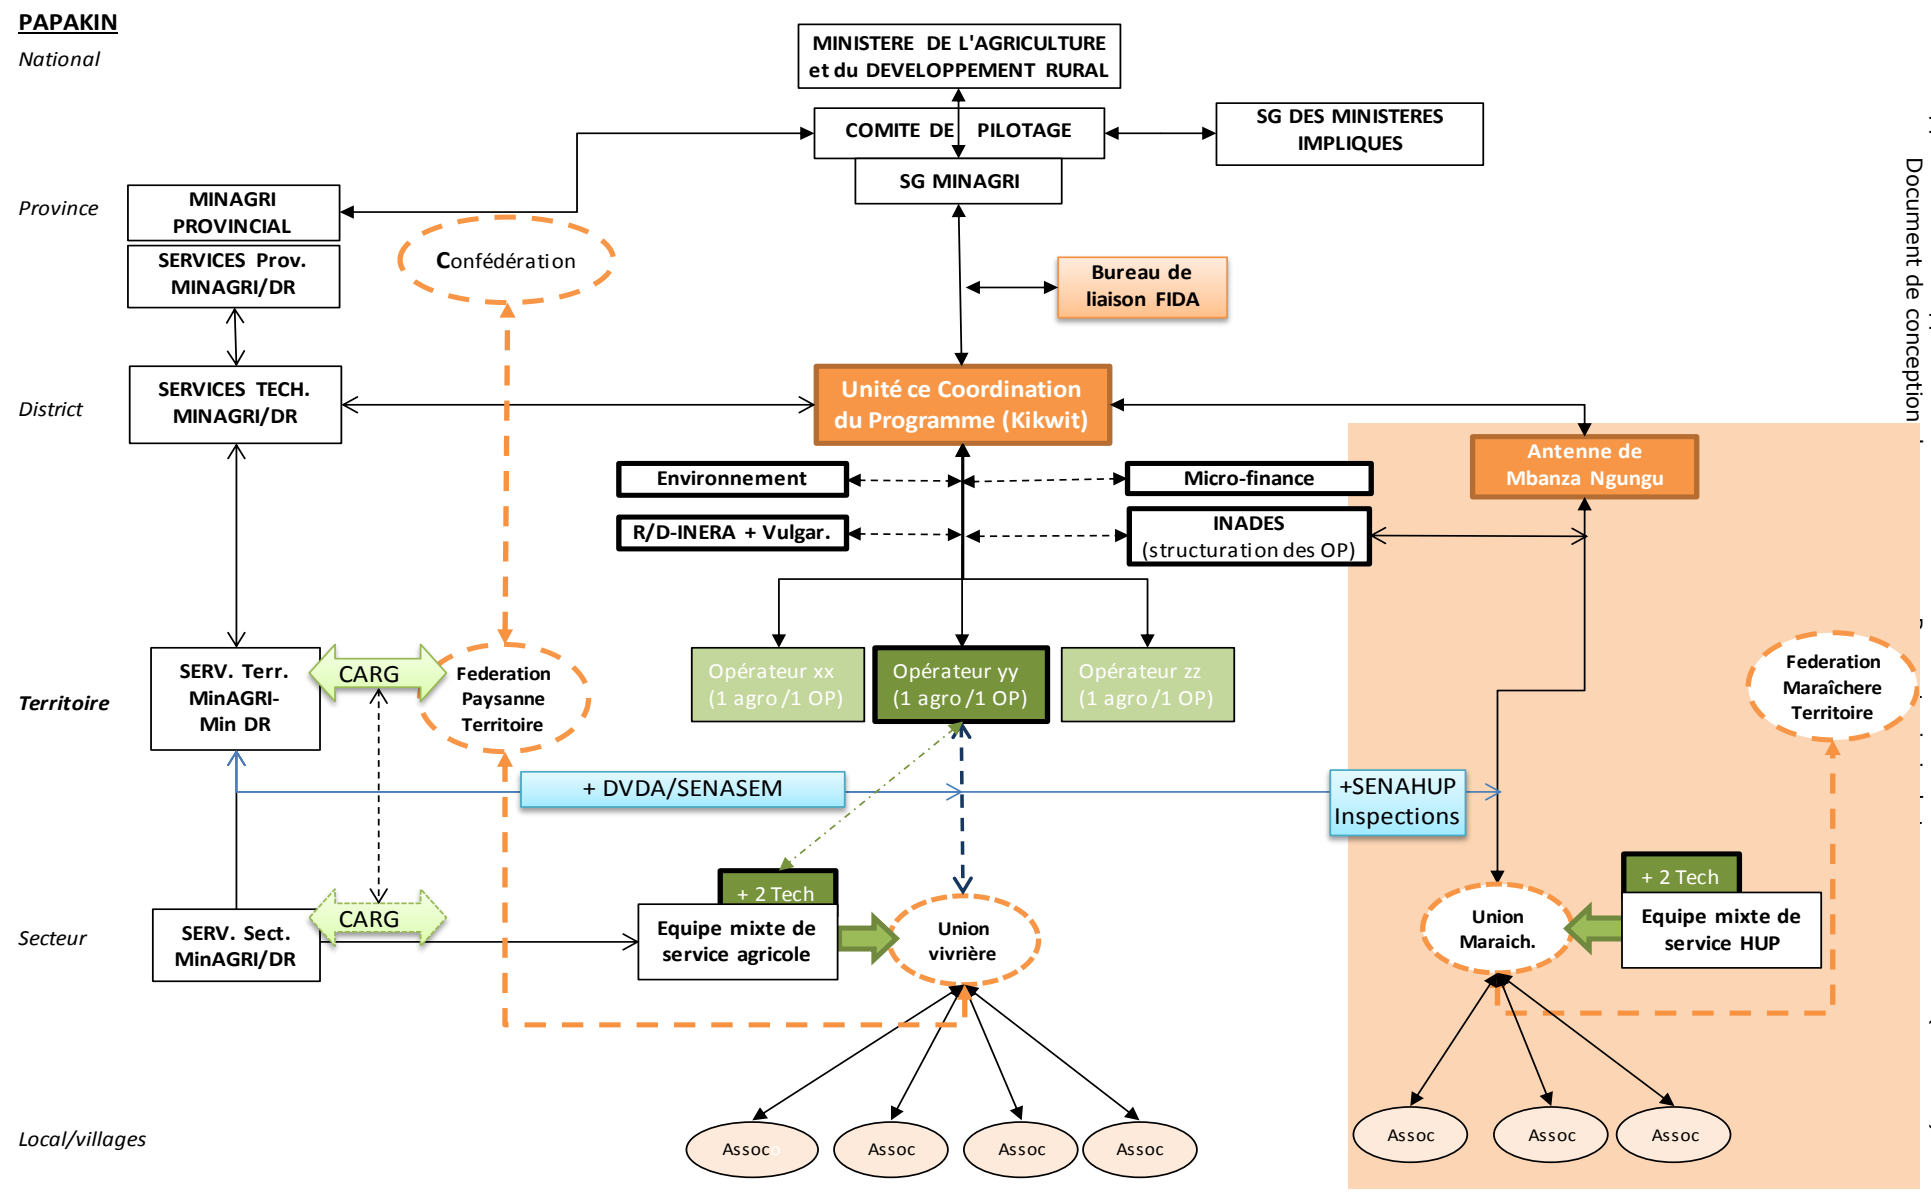 PAPAKIN
National
MINISTERE DE L'AGRICULTURE
et du DEVELOPPEMENT RURAL
COMITE DE PILOTAGE
SG DES MINISTERES
IMPLIQUES
SG MINAGRI
Province
MINAGRI
PROVINCIAL
SERVICES Prov.
MINAGRI/DR
Confédération
Bureau de
liaison FIDA
Document de conception
District
SERVICES TECH.
MINAGRI/DR
Unité ce Coordination
du Programme (Kikwit)
Antenne de
Mbanza Ngungu
Environnement
Micro-finance
R/D-INERA + Vulgar.
INADES
(structuration des OP)
Territoire
SERV. Terr.
MinAGRI-
Min DR
CARG
Federation
Paysanne
Territoire
Opérateur xx
(1 agro /1 OP)
Opérateur yy
(1 agro /1 OP)
Opérateur zz
(1 agro /1 OP)
Federation
Maraîchere
Territoire
+ DVDA/SENASEM
+SENAHUP
Inspections
Secteur
SERV. Sect.
MinAGRI/DR
CARG
+ 2 Tech
Equipe mixte de
service agricole
Union
vivrière
Union
Maraich.
+ 2 Tech
Equipe mixte de
service HUP
Local/villages
Assoco
Assoc
Assoc
Assoc
Assoc
Assoc
Assoc